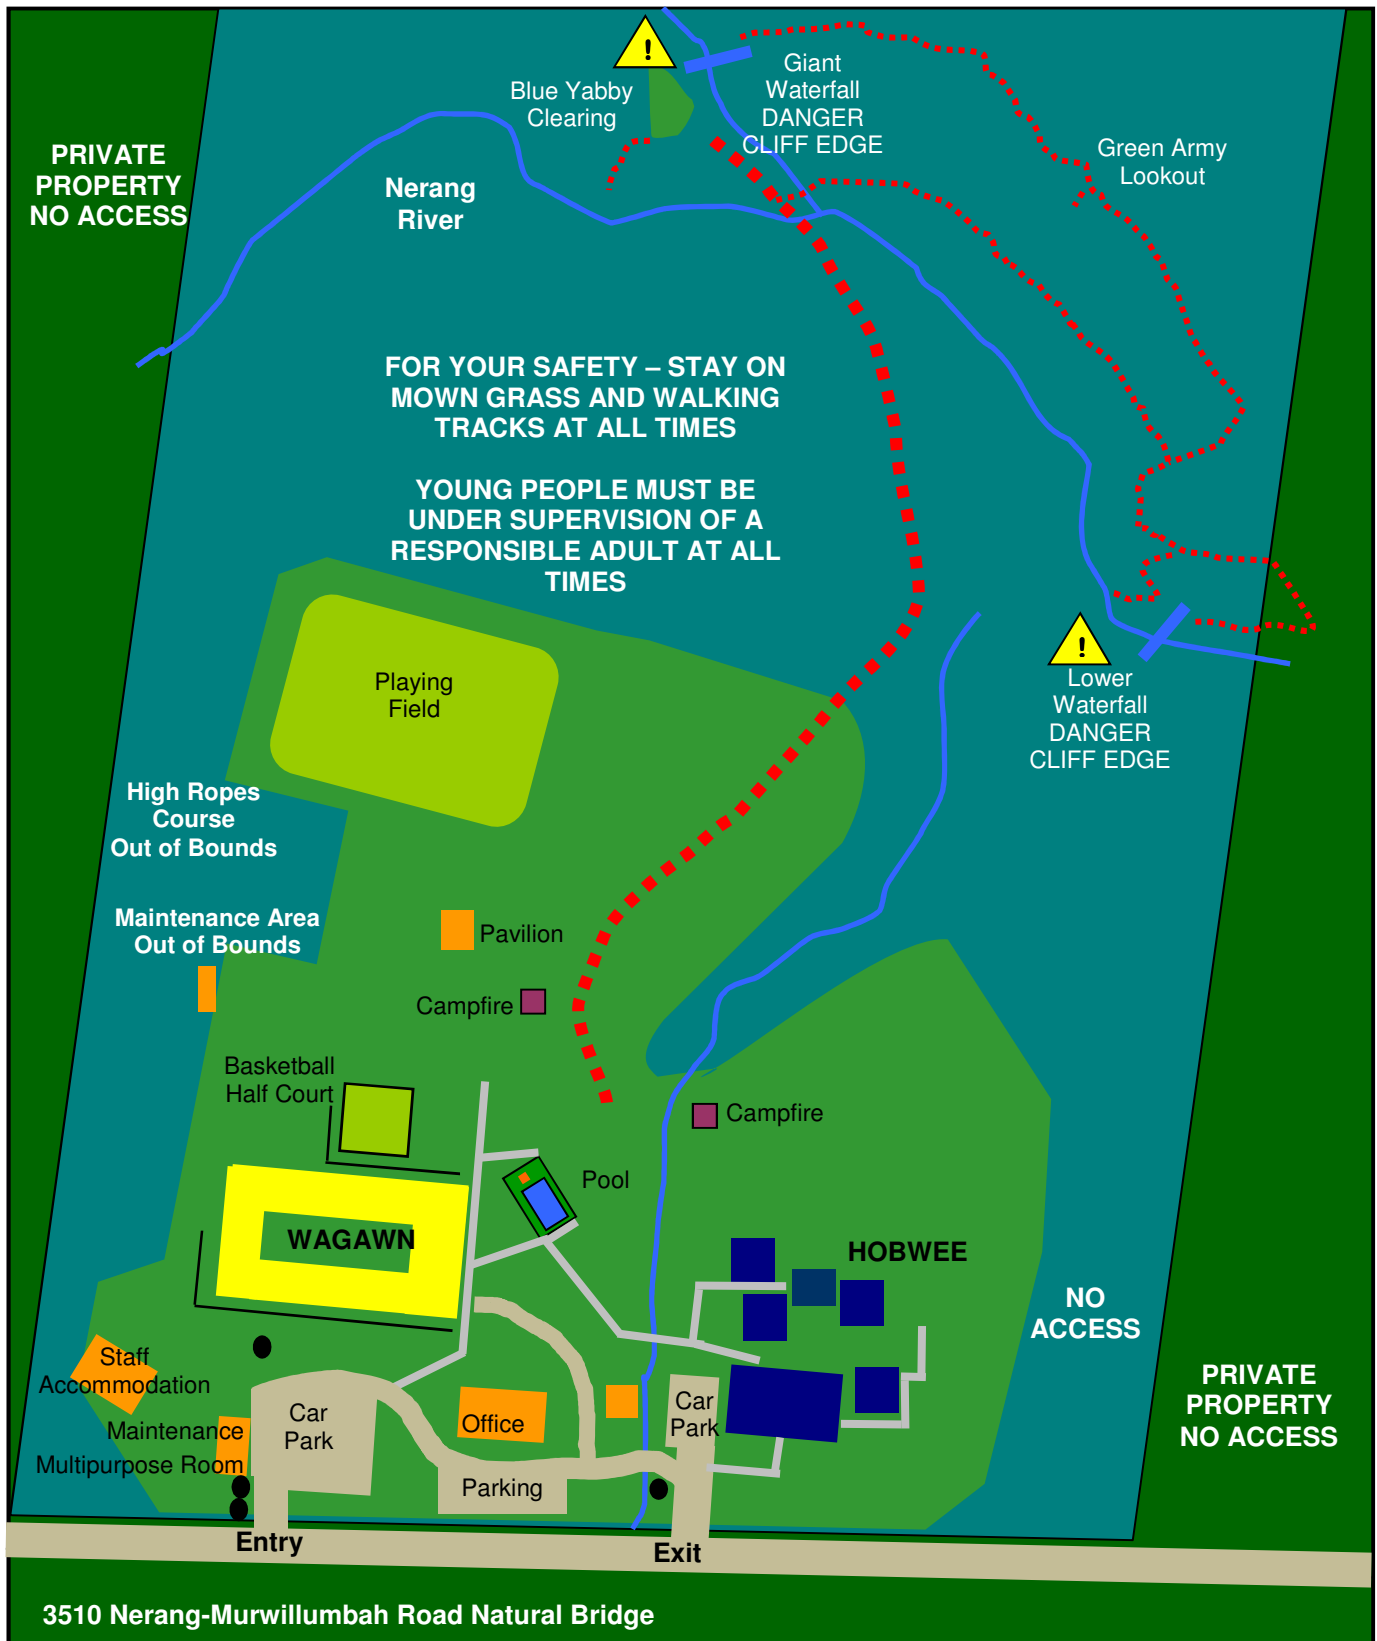 !
Giant
Waterfall
DANGER
CLIFF EDGE
Blue Yabby
Clearing
Green Army
Lookout
PRIVATE
PROPERTY
NO ACCESS
Nerang
River
FOR YOUR SAFETY – STAY ON
MOWN GRASS AND WALKING
TRACKS AT ALL TIMES
YOUNG PEOPLE MUST BE
UNDER SUPERVISION OF A
RESPONSIBLE ADULT AT ALL
TIMES
!
Lower
Waterfall
DANGER
CLIFF EDGE
Playing
Field
High Ropes
Course
Out of Bounds
Maintenance Area
Out of Bounds
Pavilion
Campfire
Basketball
Half Court
Campfire
Pool
WAGAWN
HOBWEE
NO
ACCESS
Staff
Accommodation
Car
Park
Office
Car
Park
Maintenance
Multipurpose Room
Parking
PRIVATE
PROPERTY
NO ACCESS
Entry
Exit
3510 Nerang-Murwillumbah Road Natural Bridge